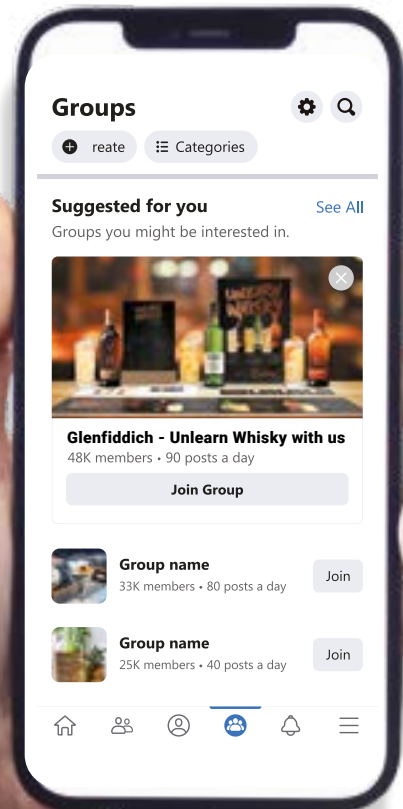 Groups
reate
Categories
Suggested for you
See All
Groups you might be interested in.
UNLEARN
WHISKY
Glenfiddich - Unlearn Whisky with us
48K members • 90 posts a day
Join Group
Group name
33K members • 80 posts a day
Join
Group name
25K members • 40 posts a day
Join